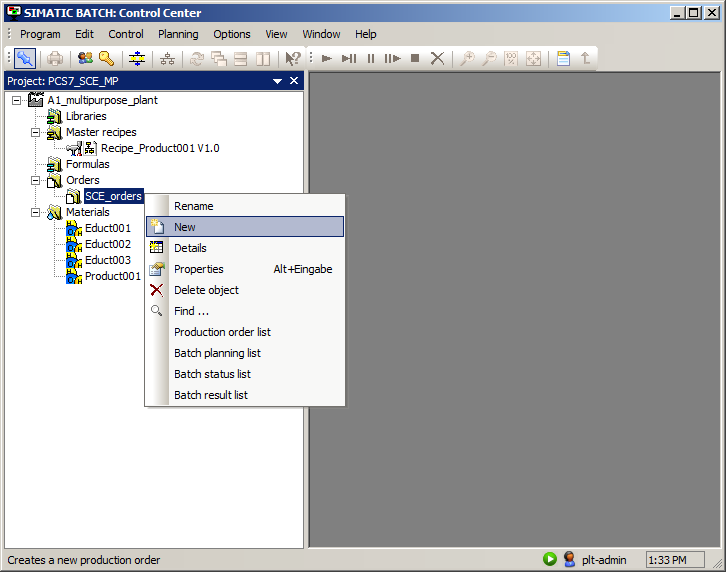 SIMATIC BATCH: Control Center
Program Edit Control Planning Options View Window Help
100 %
Project: PCS7_SCE_MP
A1_multipurpose_plant
Libraries
Master recipes
Recipe_Product001 V1.0
Formulas
Orders
SCE_orders
Materials
Educt001
Educt002
Educt003
Product001
Rename
New
Details
Properties Alt+Eingabe
Delete object
Find ...
Production order list
Batch planning list
Batch status list
Batch result list
Creates a new production order
plt-admin
1:33 PM